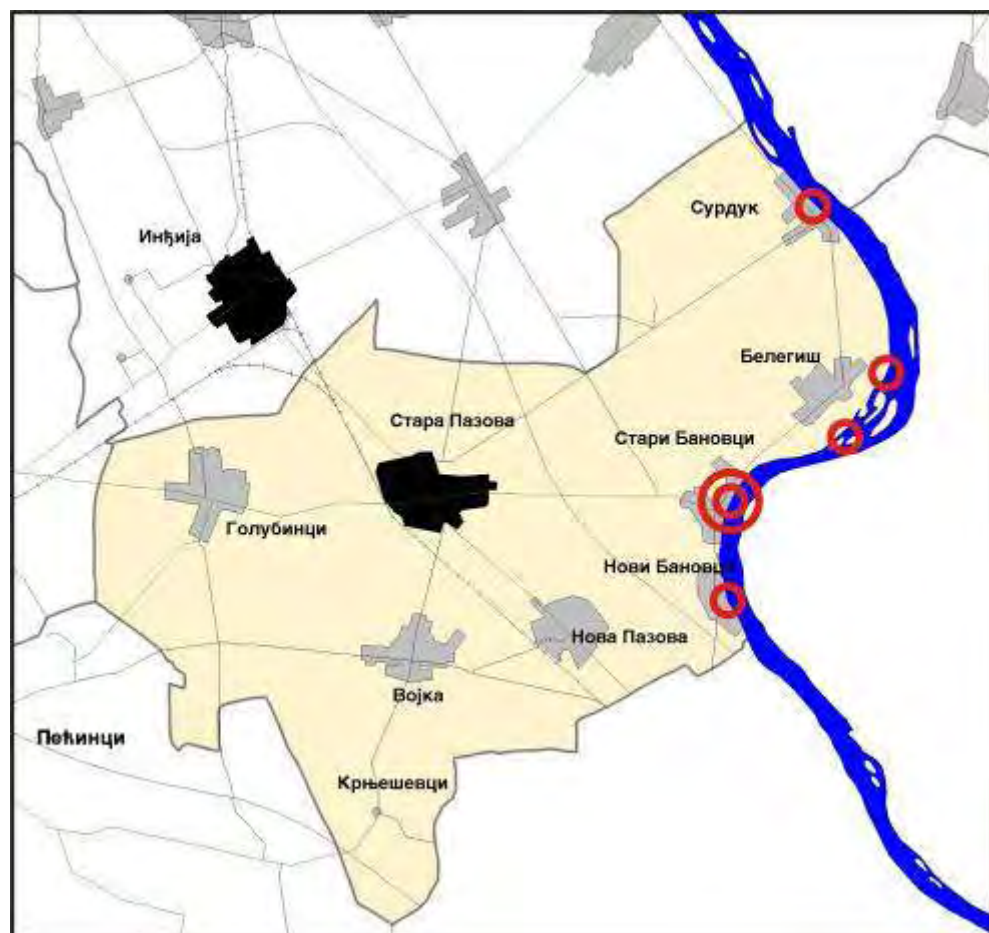 Сурдук
Инђија
Белегиш
Стара Пазова
Стари Бановци
Голубинци
Нови Бановци
Нова Пазова
Војка
Пећинци
Крњешевци